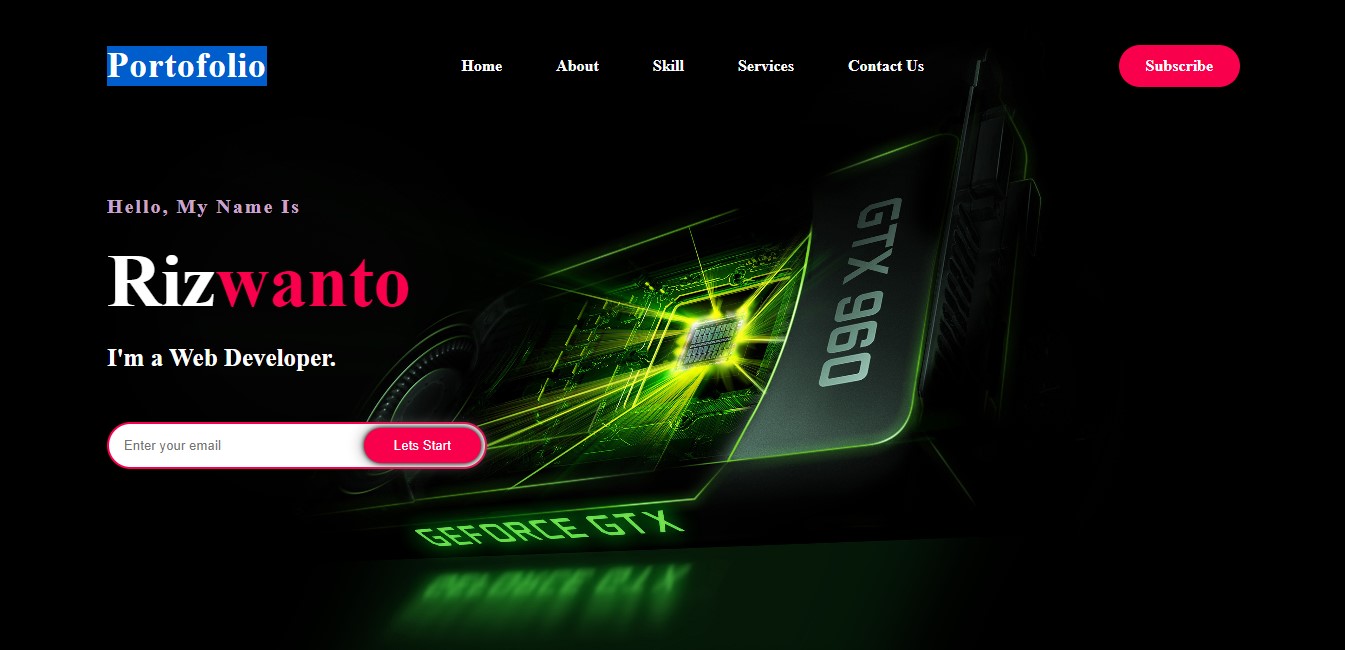 Portofolio
Home
About
Skill
Services
Contact Us
Subscribe
Hello, My Name Is
Rizwanto
I'm a Web Developer.
Enter your email
Lets Start
GTX 960
GEFORCE GTX